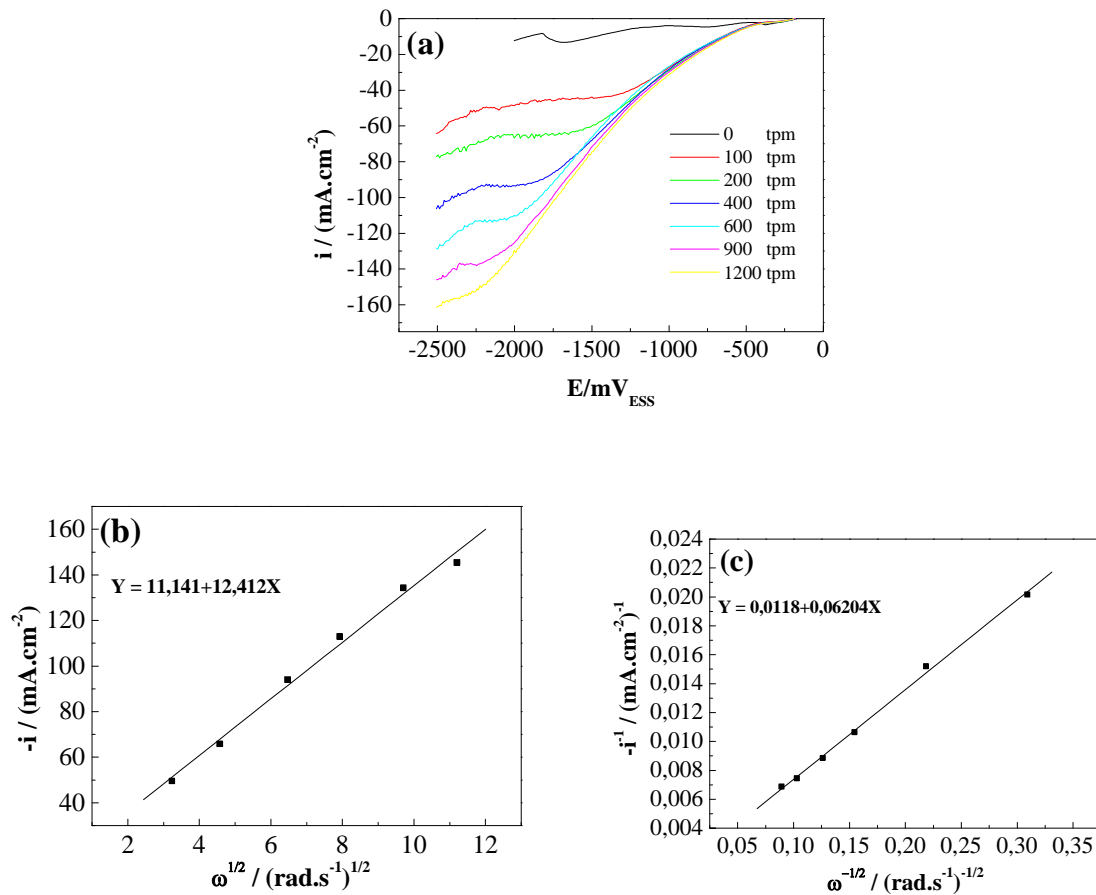 (a)
0
-20
-40
-60
-80
-100
-120
-140
-160
i / (mA.cm⁻²)
0 tpm
100 tpm
200 tpm
400 tpm
600 tpm
900 tpm
1200 tpm
-2500 -2000 -1500 -1000 -500 0
E/mV_ESS
(b)
160
140
120
100
80
60
40
-i / (mA.cm⁻²)
Y = 11,141+12,412X
2 4 6 8 10 12
ω^1/2 / (rad.s⁻¹)^1/2
(c)
0,024
0,022
0,020
0,018
0,016
0,014
0,012
0,010
0,008
0,006
0,004
-i⁻¹ / (mA.cm⁻²)⁻¹
Y = 0,0118+0,06204X
0,05 0,10 0,15 0,20 0,25 0,30 0,35
ω^−1/2 / (rad.s⁻¹)^-1/2